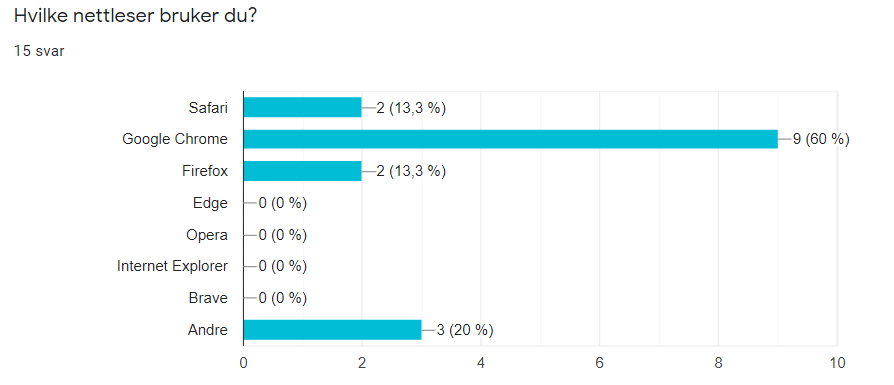 Hvilke nettleser bruker du?
15 svar
Safari 2 (13,3 %)
Google Chrome 9 (60 %)
Firefox 2 (13,3 %)
Edge 0 (0 %)
Opera 0 (0 %)
Internet Explorer 0 (0 %)
Brave 0 (0 %)
Andre 3 (20 %)
0 2 4 6 8 10